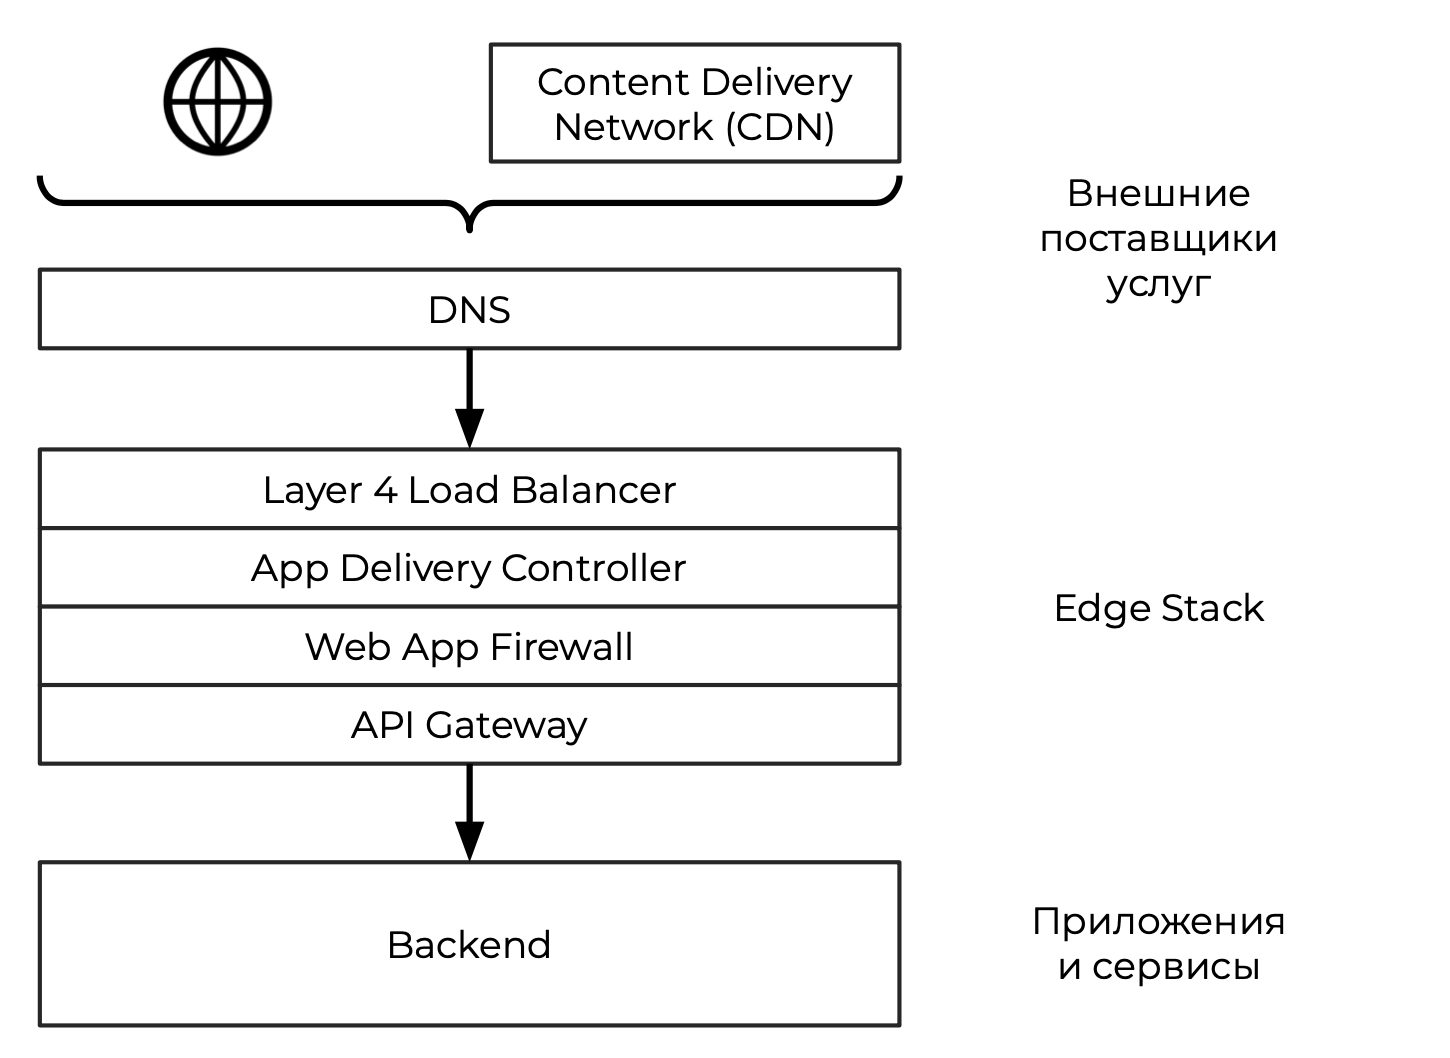 Content Delivery
Network (CDN)
Внешние
поставщики
услуг
DNS
Layer 4 Load Balancer
App Delivery Controller
Web App Firewall
API Gateway
Edge Stack
Backend
Приложения
и сервисы